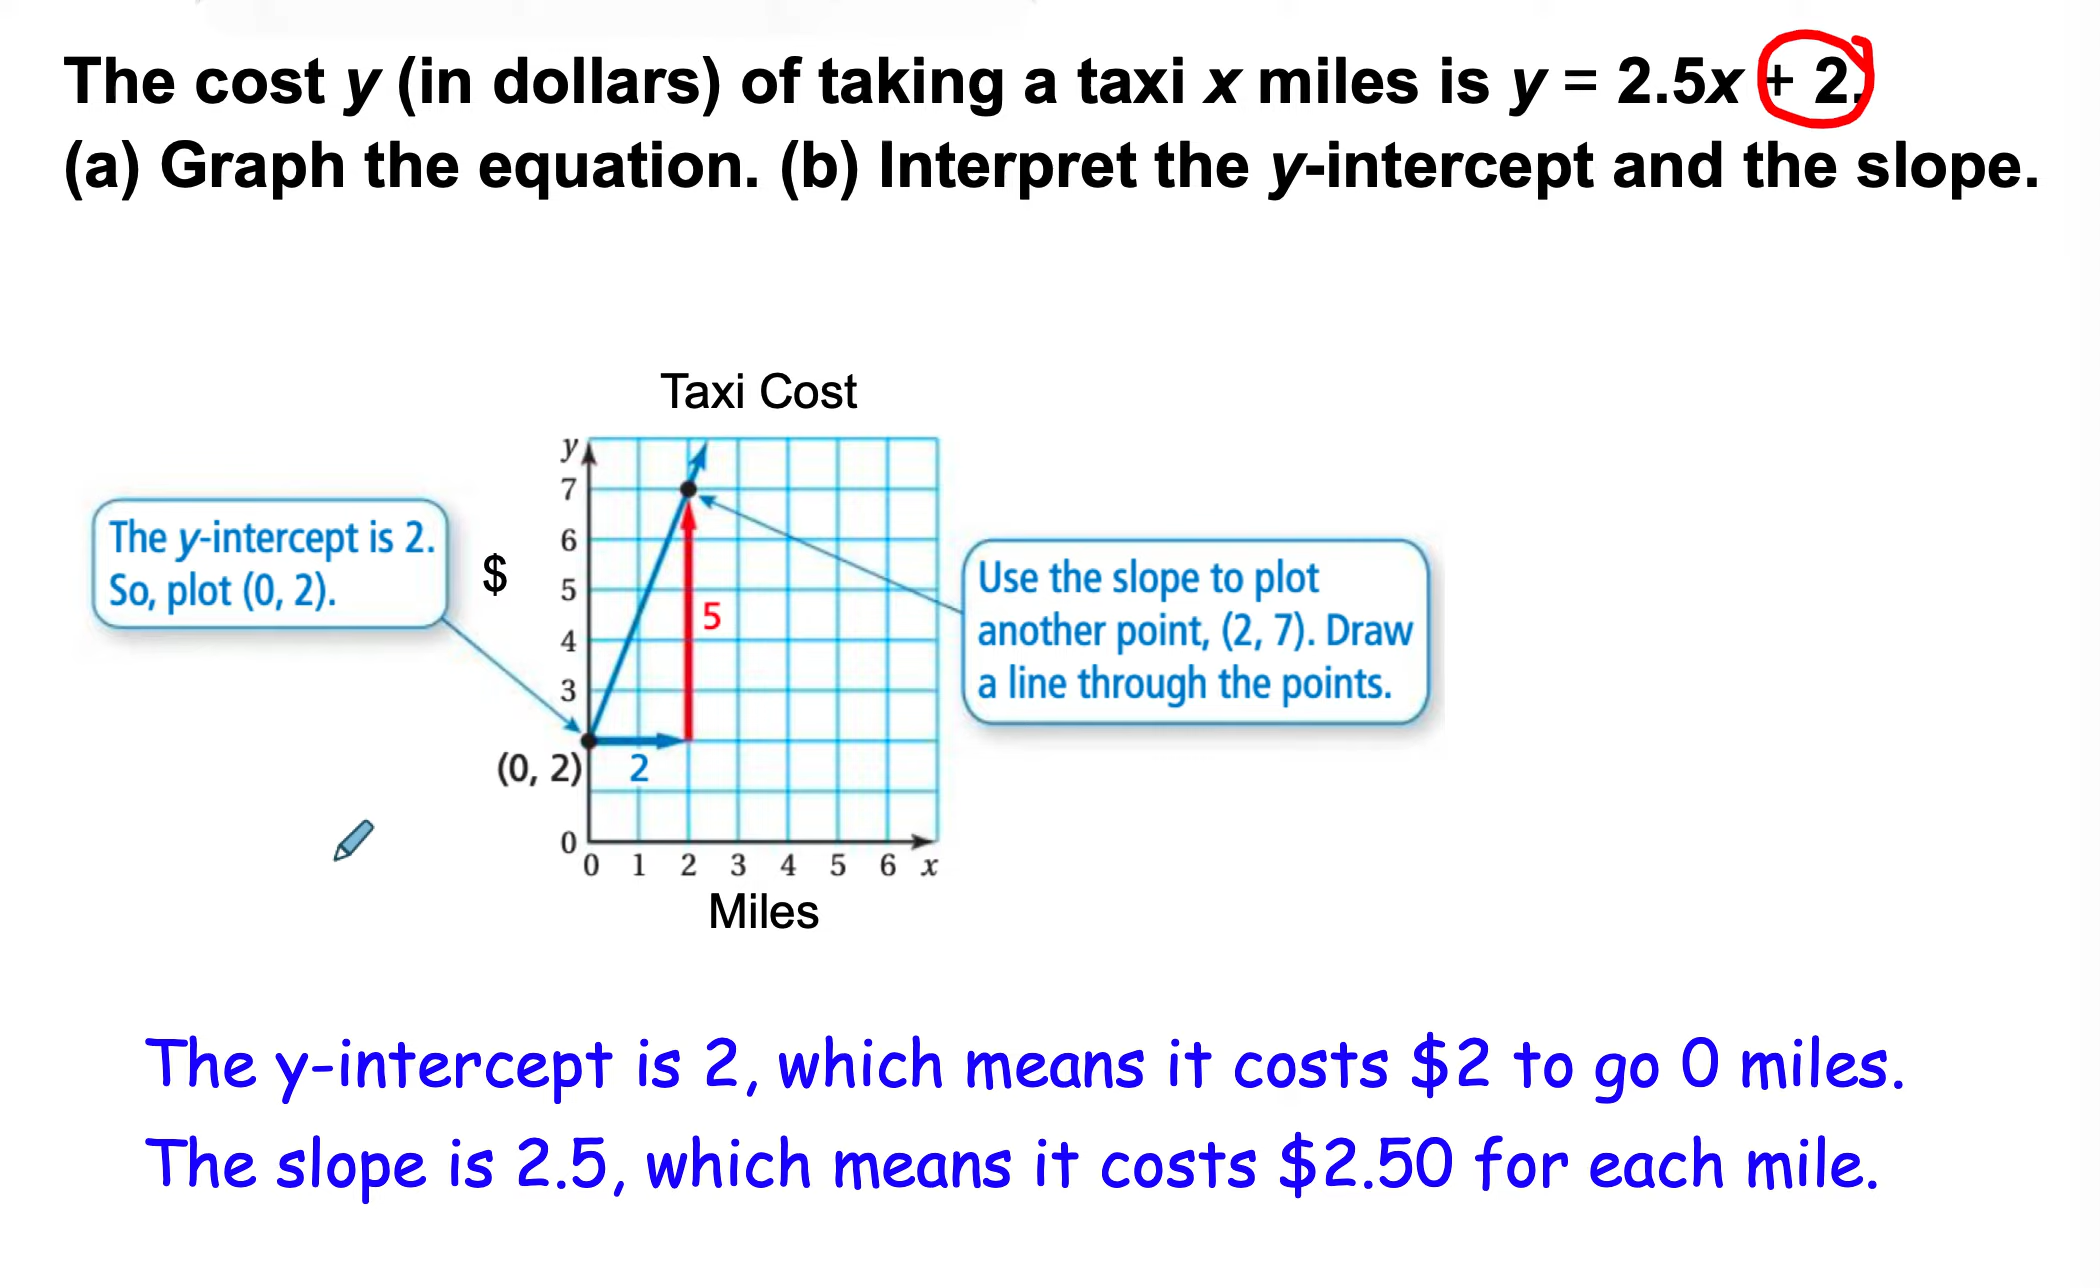 The cost y (in dollars) of taking a taxi x miles is y = 2.5x + 2.
(a) Graph the equation. (b) Interpret the y-intercept and the slope.
Taxi Cost
The y-intercept is 2.
So, plot (0, 2).
$
y
7
6
5
4
3
0
(0, 2)
2
5
0 1 2 3 4 5 6 x
Miles
Use the slope to plot
another point, (2, 7). Draw
a line through the points.
The y-intercept is 2, which means it costs $2 to go 0 miles.
The slope is 2.5, which means it costs $2.50 for each mile.